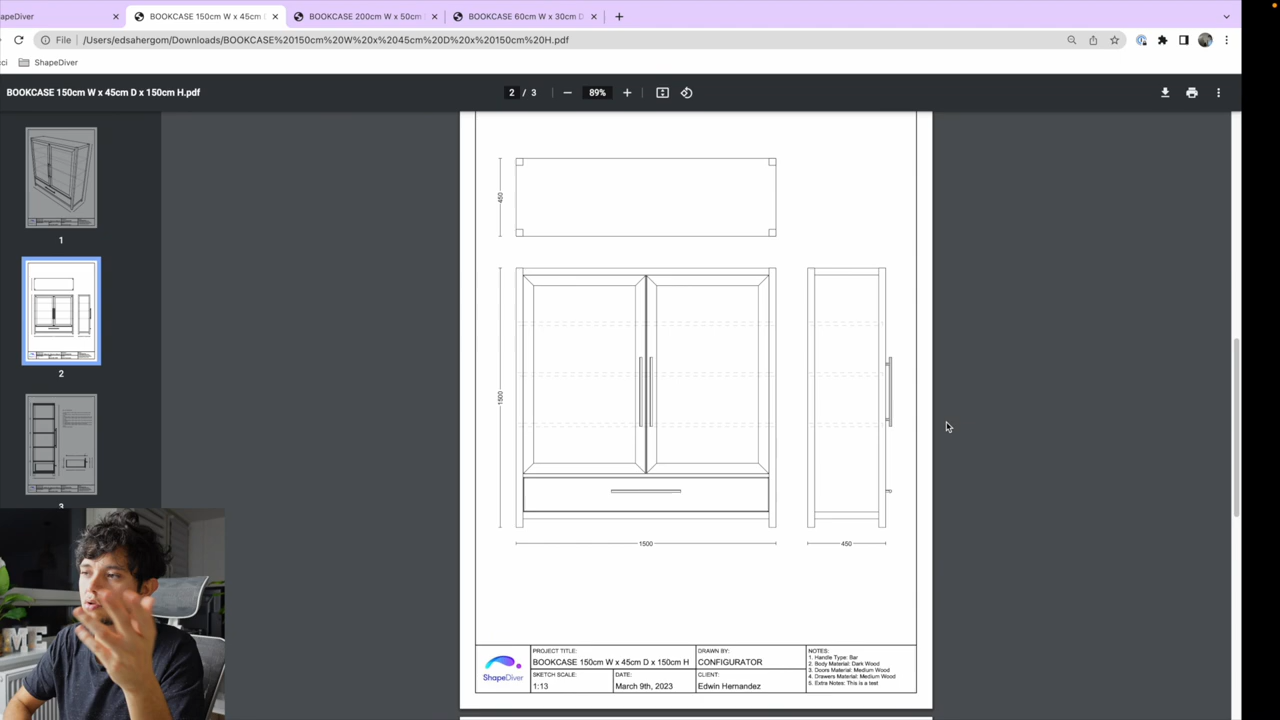 apeDiver
BOOKCASE 150cm W x 45cm
BOOKCASE 200cm W x 50cm
BOOKCASE 60cm W x 30cm D
File
/Users/edsahergom/Downloads/BOOKCASE%20150cm%20W%20x%2045cm%20D%20x%20150cm%20H.pdf
ci
ShapeDiver
BOOKCASE 150cm W x 45cm D x 150cm H.pdf
2 / 3
89%
1
2
3
450
1500
1500
450
PROJECT TITLE:
BOOKCASE 150cm W x 45cm D x 150cm H
DRAWN BY:
CONFIGURATOR
SKETCH SCALE:
1:13
DATE:
March 9th, 2023
CLIENT:
Edwin Hernandez
NOTES:
1. Handle Type: Bar
2. Body Material: Dark Wood
3. Doors Material: Medium Wood
4. Drawers Material: Medium Wood
5. Extra Notes: This is a test
ShapeDiver
ME